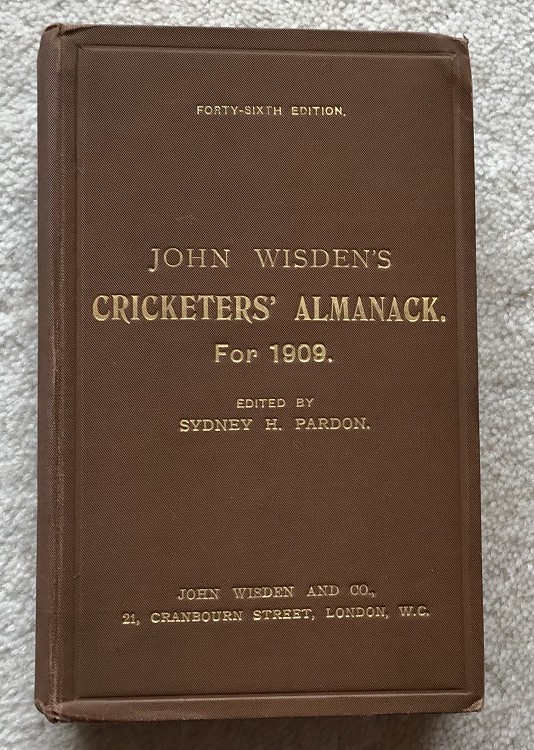 FORTY-SIXTH EDITION.
JOHN WISDEN'S
CRICKETERS' ALMANACK.
For 1909.
EDITED BY
SYDNEY H. PARDON.
JOHN WISDEN AND CO.,
21, CRANBOURN STREET, LONDON, W.C.